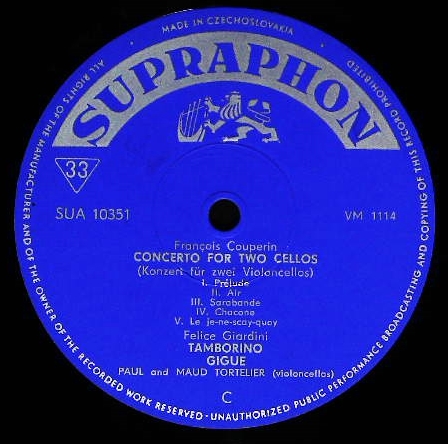 MADE IN CZECHOSLOVAKIA
ALL RIGHTS OF THE MANUFACTURER AND OF THE OWNER OF THE RECORDED WORK RESERVED - UNAUTHORIZED PUBLIC PERFORMANCE BROADCASTING AND COPYING OF THIS RECORD PROHIBITED
SUPRAPHON
33
SUA 10351
VM 1114
François Couperin
CONCERTO FOR TWO CELLOS
(Konzert für zwei Violoncellos)
I. Prélude
II. Air
III. Sarabande
IV. Chacone
V. Le je-ne-scay-quoy
Felice Giardini
TAMBORINO
GIGUE
PAUL and MAUD TORTELIER (violoncellos)
C